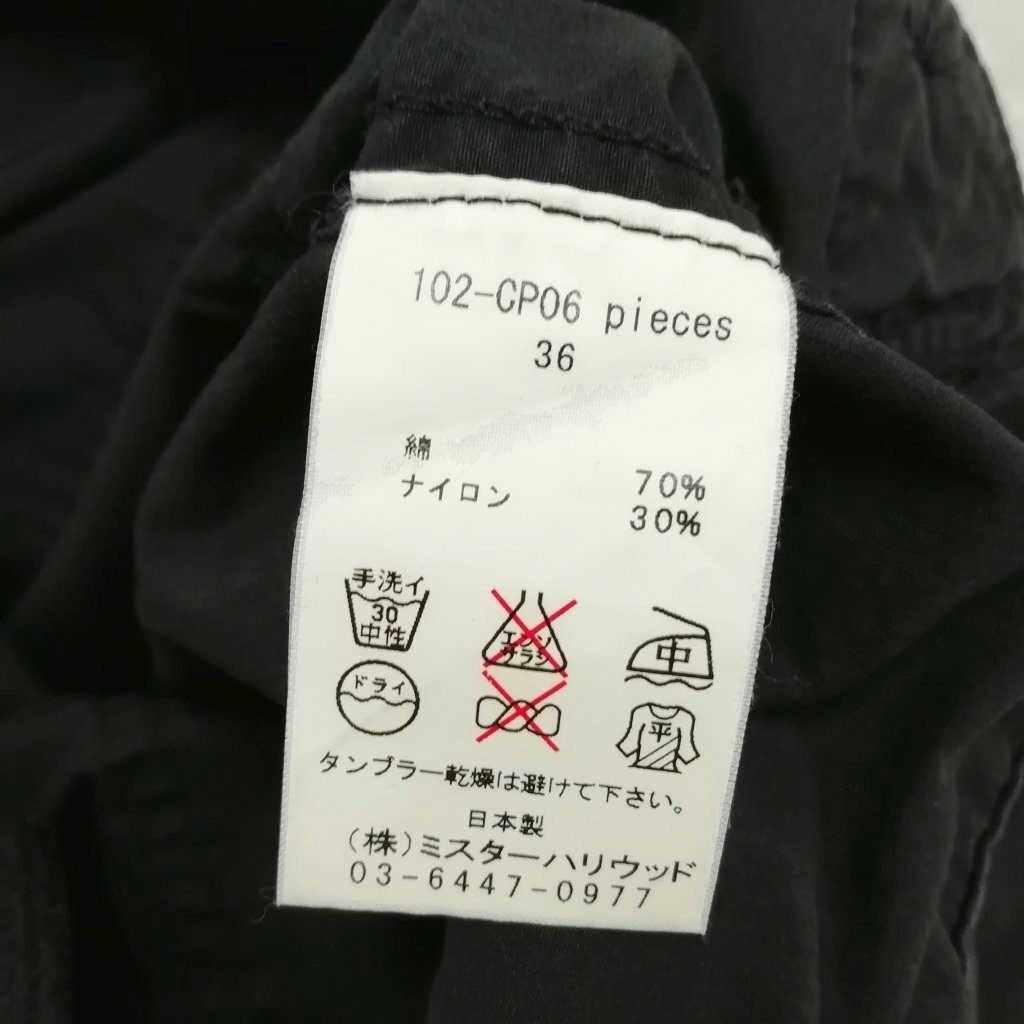 102-CP06 pieces
36
綿 70%
ナイロン 30%
手洗イ
30
中性
エンソ
サラシ
中
ドライ
平
タンブラー乾燥は避けて下さい。
日本製
(株)ミスターハリウッド
03-6447-0977